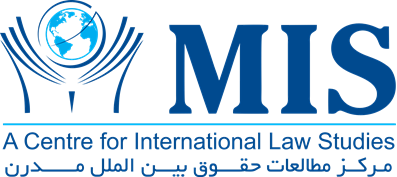 MIS
A Centre for International Law Studies
مرکز مطالعات حقوق بین الملل مدرن